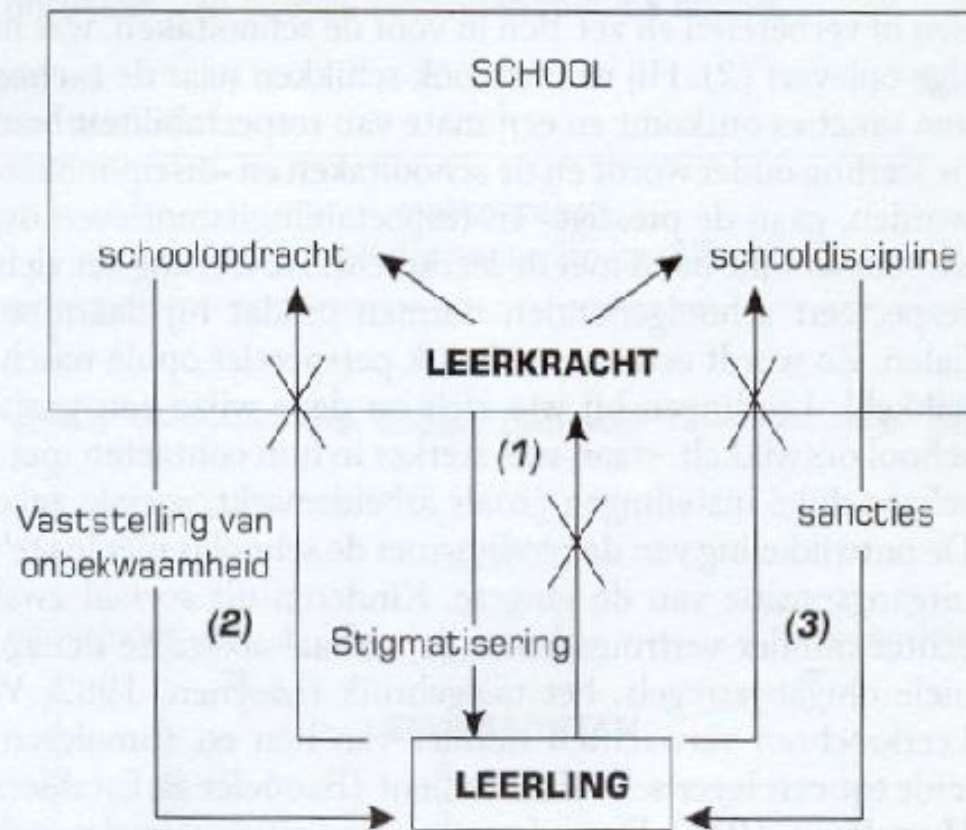 SCHOOL
schoolopdracht
schooldiscipline
LEERKRACHT
(1)
Vaststelling van
onbekwaamheid
sancties
(2)
Stigmatisering
(3)
LEERLING